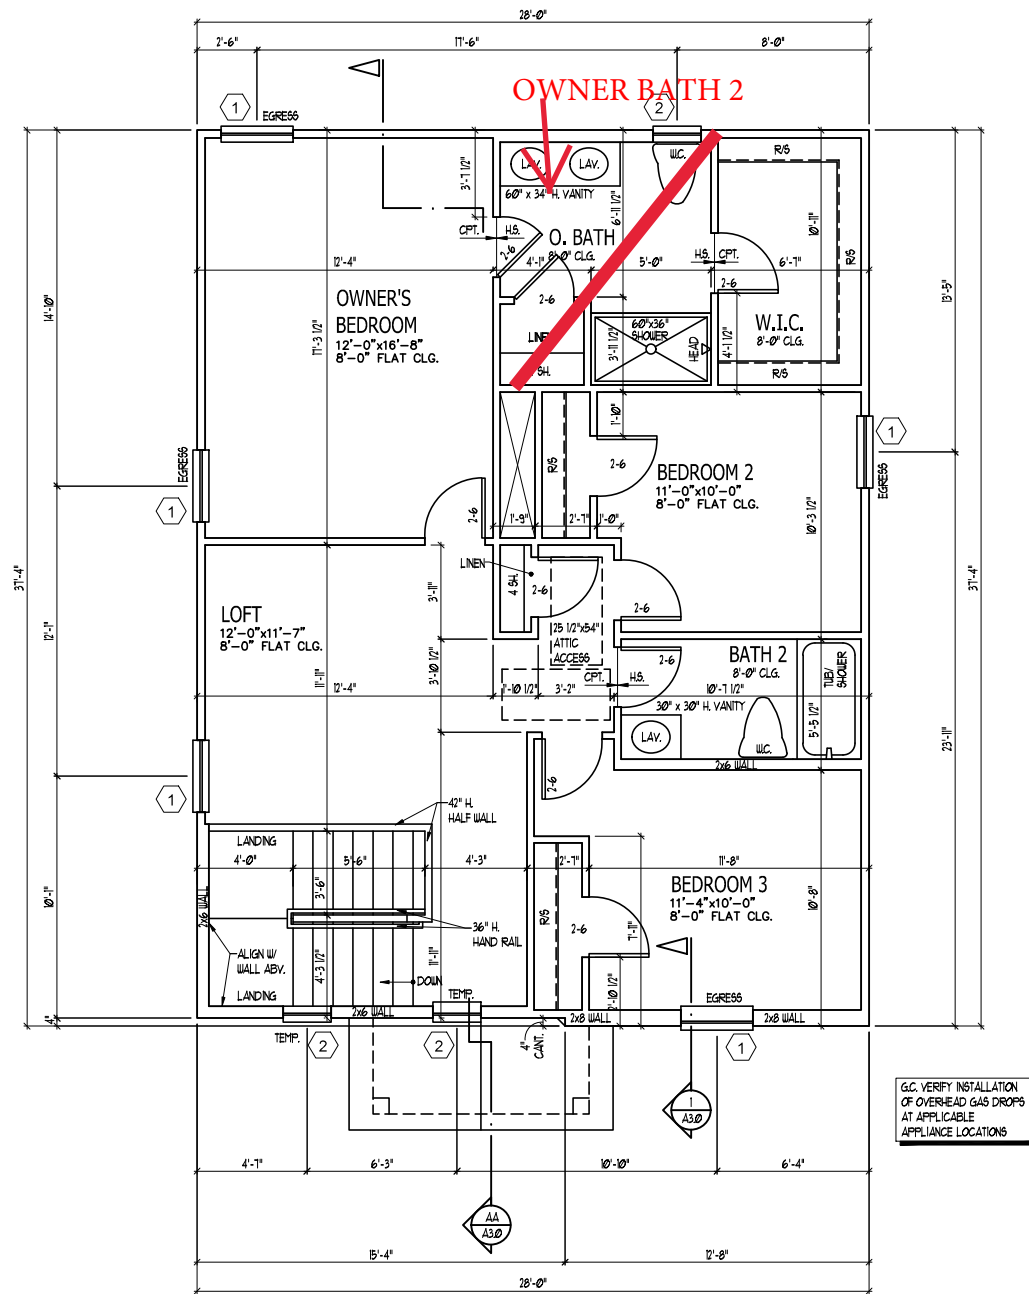 28'-0"
2'-6"
17'-6"
8'-0"
OWNER BATH 2
1
EGRESS
2
W.C.
R/S
LAV.
LAV.
60" x 34" H. VANITY
3'-7 1/2"
6'-11 1/2"
10'-11"
CPT.
H.S.
2-6
O. BATH
8'-0" CLG.
4'-1"
5'-0"
H.S.
CPT.
6'-7"
R/S
12'-4"
2-6
2-6
14'-10"
13'-5"
OWNER'S
BEDROOM
12'-0"x16'-8"
8'-0" FLAT CLG.
11'-3 1/2"
LINEN
SH.
60"x36"
SHOWER
HEAD
3'-11 1/2"
4'-1 1/2"
W.I.C.
8'-0" CLG.
R/S
1'-10"
EGRESS
1
R/S
2-6
BEDROOM 2
11'-0"x10'-0"
8'-0" FLAT CLG.
1
EGRESS
2-6
1'-9"
2'-7"
1'-0"
10'-3 1/2"
37'-4"
37'-4"
LINEN
4 SH.
2-6
2-6
3'-11"
LOFT
12'-0"x11'-7"
8'-0" FLAT CLG.
25 1/2"x54"
ATTIC
ACCESS
12'-1"
3'-10 1/2"
11'-11"
BATH 2
8'-0" CLG.
2-6
TUB/
SHOWER
CPT.
H.S.
12'-4"
1'-10 1/2"
3'-2"
10'-7 1/2"
30" x 30" H. VANITY
5'-5 1/2"
LAV.
W.C.
2x6 WALL
23'-11"
2-6
1
42" H.
HALF WALL
LANDING
4'-0"
5'-6"
4'-3"
2'-7"
11'-8"
BEDROOM 3
11'-4"x10'-0"
8'-0" FLAT CLG.
3'-6"
10'-1"
2x6 WALL
R/S
2-6
7'-11"
10'-8"
36" H.
HAND RAIL
ALIGN W/
WALL ABV.
4'-3 1/2"
11'-11"
DOWN
LANDING
TEMP.
2'-10 1/2"
EGRESS
2x6 WALL
2x8 WALL
2x8 WALL
4"
TEMP.
2
2
4"
CANT.
1
G.C. VERIFY INSTALLATION
OF OVERHEAD GAS DROPS
AT APPLICABLE
APPLIANCE LOCATIONS
1
A3.0
4'-7"
6'-3"
10'-10"
6'-4"
AA
A3.0
15'-4"
12'-8"
28'-0"